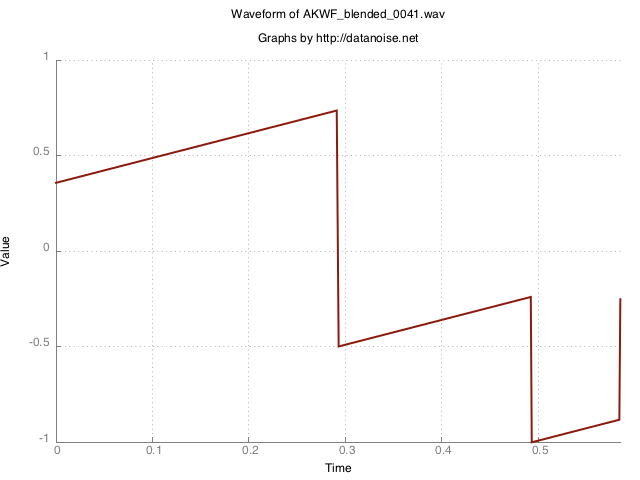 Waveform of AKWF_blended_0041.wav
Graphs by http://datanoise.net
1
0.5
0
-0.5
-1
Value
0
0.1
0.2
0.3
0.4
0.5
Time